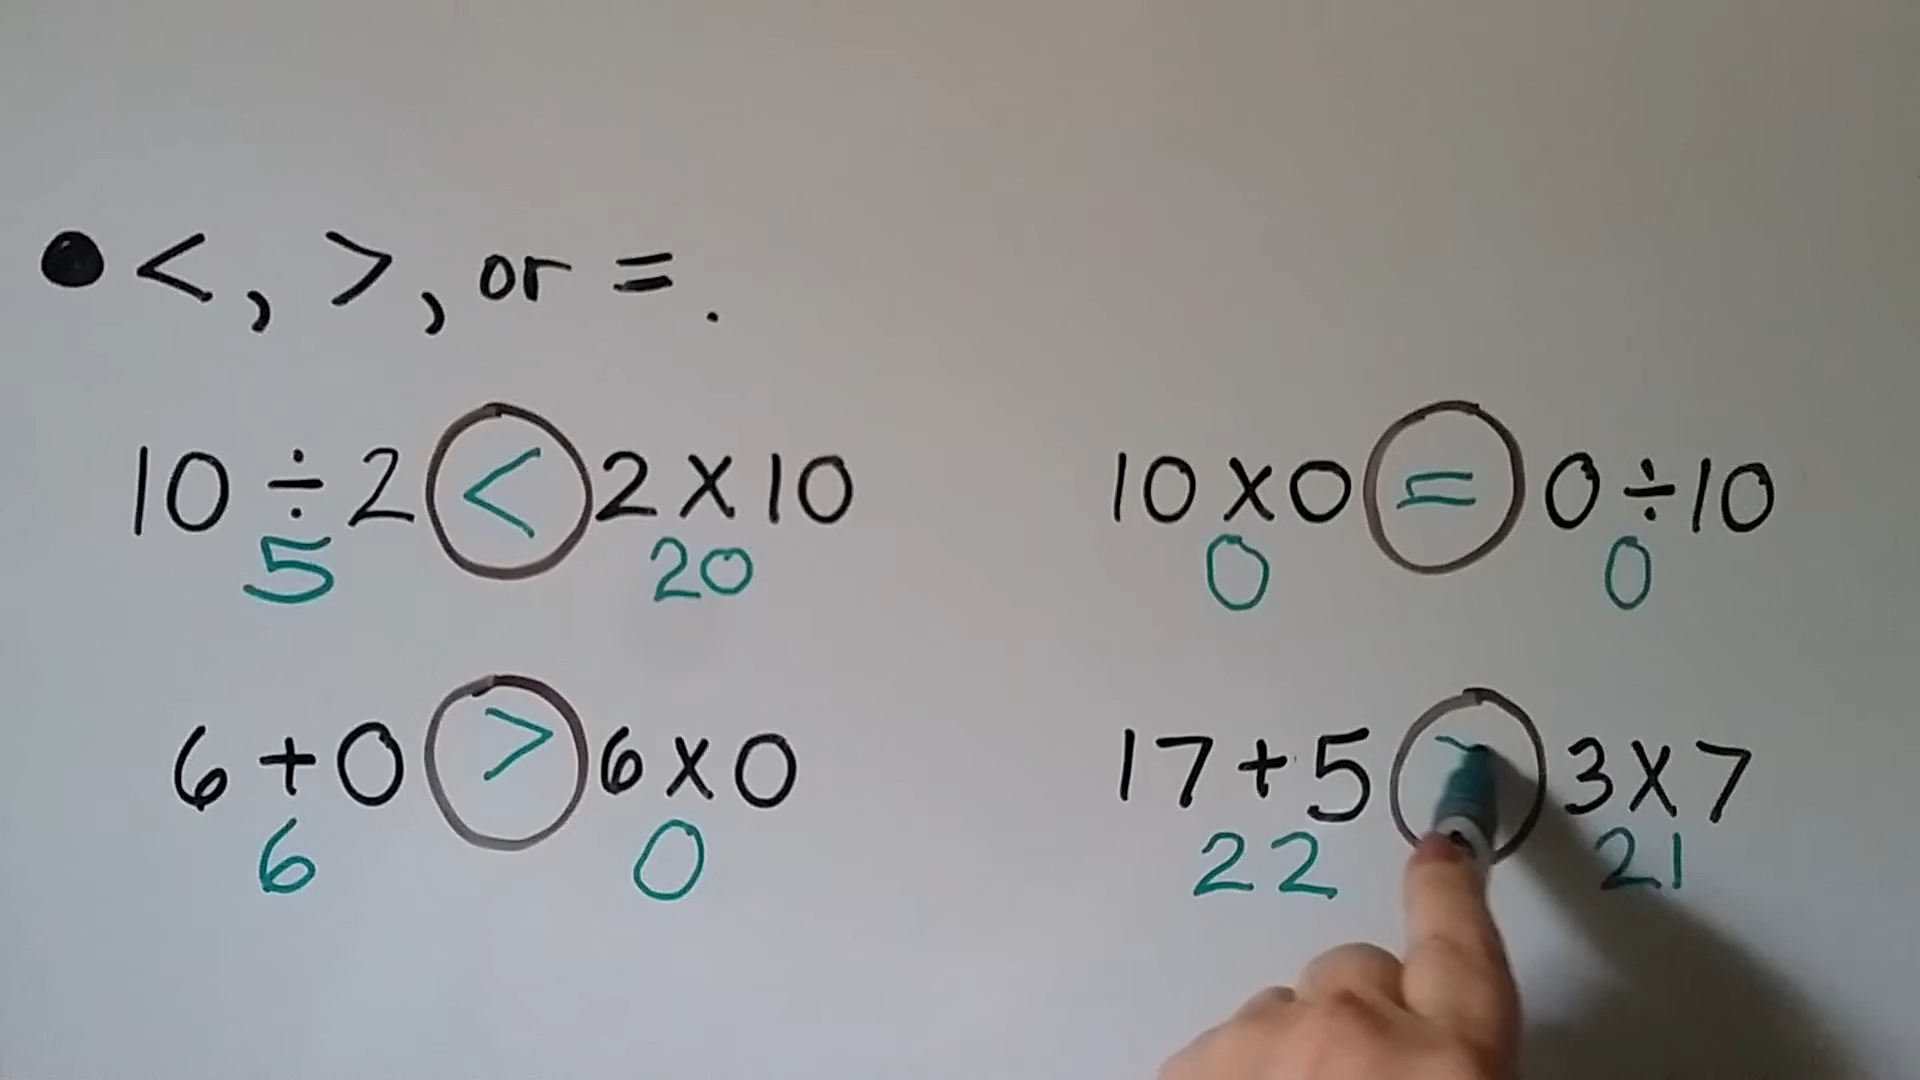 ● <, >, or =.
10 ÷ 2 < 2 X 10
5 20
10 X 0 = 0 ÷ 10
0 0
6 + 0 > 6 X 0
6 0
17 + 5 > 3 X 7
22 21